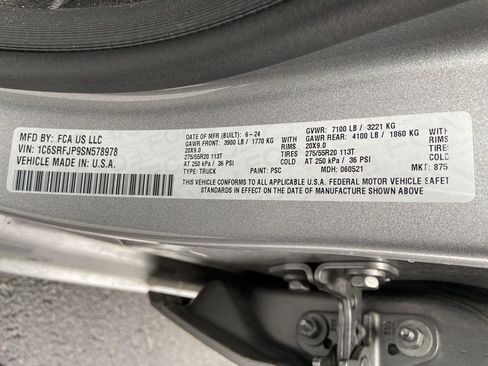 MFD BY: FCA US LLC
VIN: 1C6SRFJP9SN578978
VEHICLE MADE IN: U.S.A.
DATE OF MFR (BUILT): 6-24
GAWR FRONT: 3900 LB / 1770 KG
WITH RIMS
20X9.0
TIRES:
275/55R20 113T
COLD
AT 250 kPa / 36 PSI
TYPE: TRUCK
PAINT: PSC
GVWR: 7100 LB / 3221 KG
GAWR REAR: 4100 LB / 1860 KG
WITH RIMS
20X9.0
TIRES:
275/55R20 113T
COLD
AT 250 kPa / 36 PSI
MDH: 060521
MKT: 875
THIS VEHICLE CONFORMS TO ALL APPLICABLE U.S.A. FEDERAL MOTOR VEHICLE SAFET
STANDARDS IN EFFECT ON THE DATE OF MANUFACTURE SHOWN ABOVE